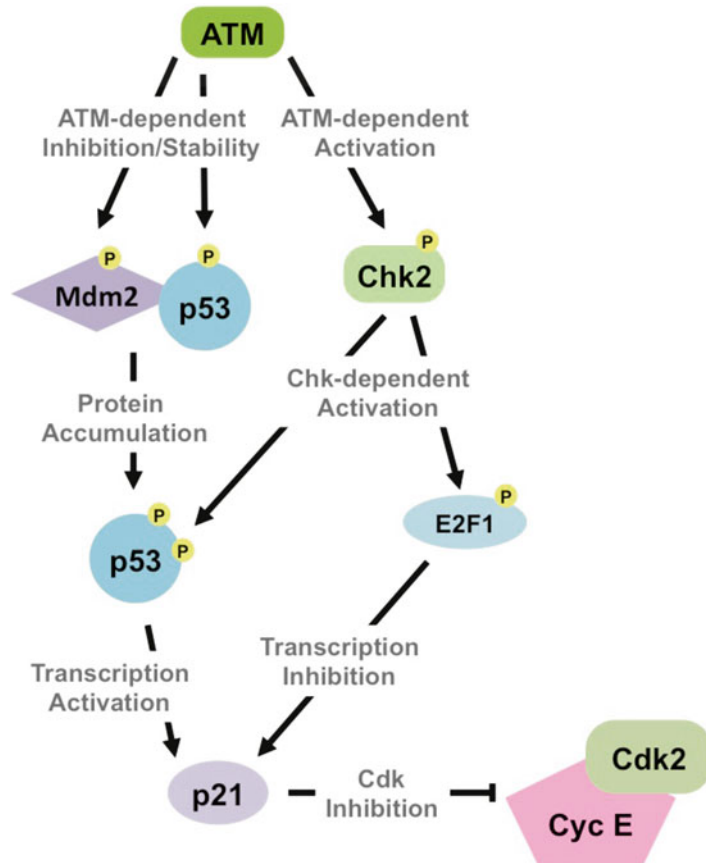 ATM
ATM-dependent
Inhibition/Stability
ATM-dependent
Activation
P
P
P
Mdm2
p53
Chk2
Protein
Accumulation
Chk-dependent
Activation
P
P
p53
P
E2F1
Transcription
Activation
Transcription
Inhibition
p21
Cdk
Inhibition
Cdk2
Cyc E